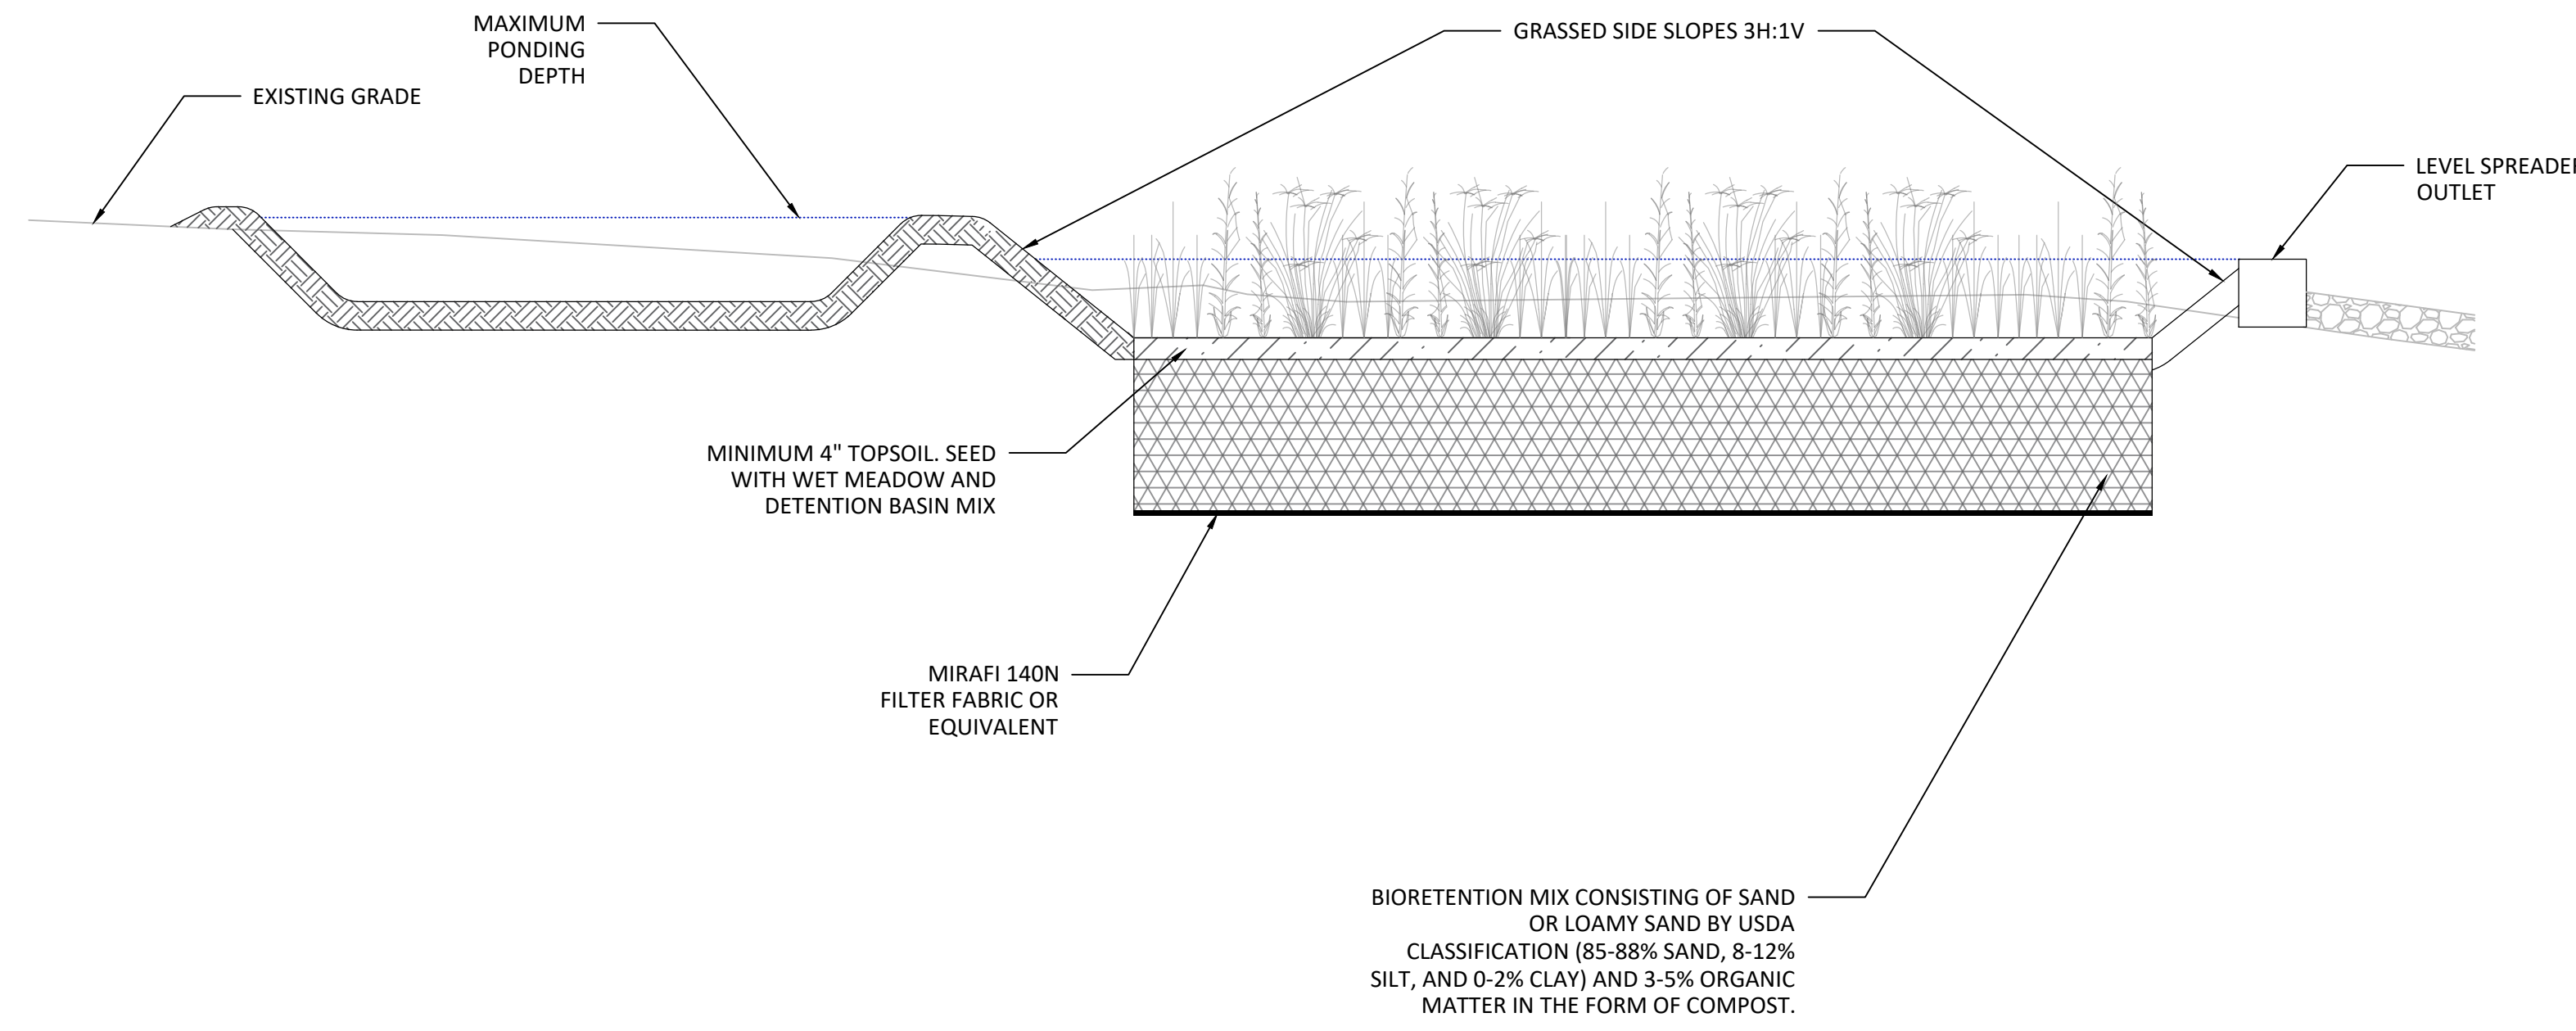 MAXIMUM
PONDING
DEPTH
GRASSED SIDE SLOPES 3H:1V
EXISTING GRADE
LEVEL SPREADER
OUTLET
MINIMUM 4" TOPSOIL. SEED
WITH WET MEADOW AND
DETENTION BASIN MIX
MIRAFI 140N
FILTER FABRIC OR
EQUIVALENT
BIORETENTION MIX CONSISTING OF SAND
OR LOAMY SAND BY USDA
CLASSIFICATION (85-88% SAND, 8-12%
SILT, AND 0-2% CLAY) AND 3-5% ORGANIC
MATTER IN THE FORM OF COMPOST.